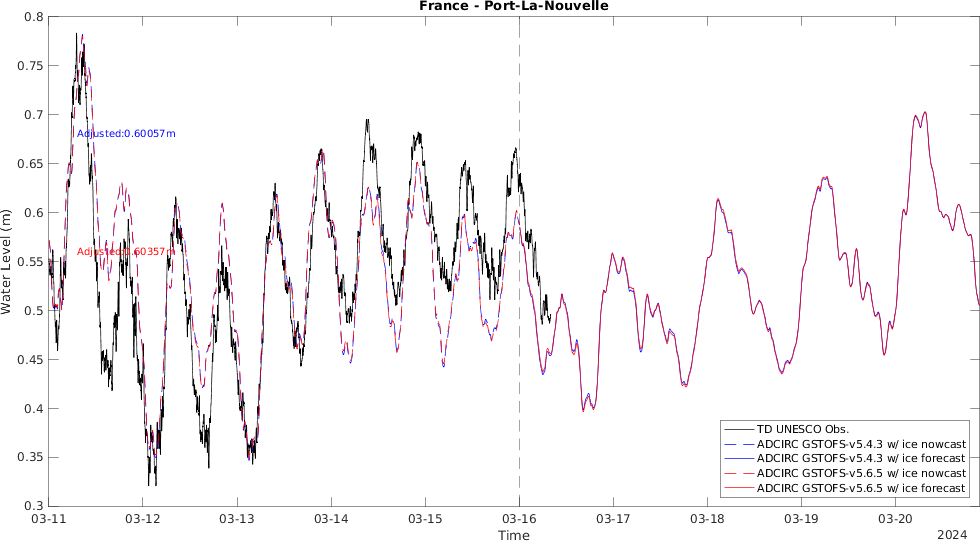 France - Port-La-Nouvelle
0.8
0.75
0.7
0.65
0.6
0.55
0.5
0.45
0.4
0.35
0.3
Water Level (m)
Adjusted:0.60057m
Adjusted:0.60357m
TD UNESCO Obs.
ADCIRC GSTOFS-v5.4.3 w/ ice nowcast
ADCIRC GSTOFS-v5.4.3 w/ ice forecast
ADCIRC GSTOFS-v5.6.5 w/ ice nowcast
ADCIRC GSTOFS-v5.6.5 w/ ice forecast
03-11 03-12 03-13 03-14 03-15 03-16 03-17 03-18 03-19 03-20
Time
2024